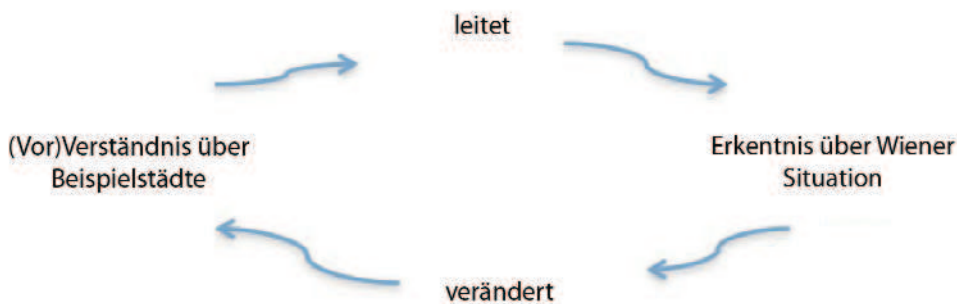 leitet
(Vor)Verständnis über
Beispielstädte
Erkentnis über Wiener
Situation
verändert